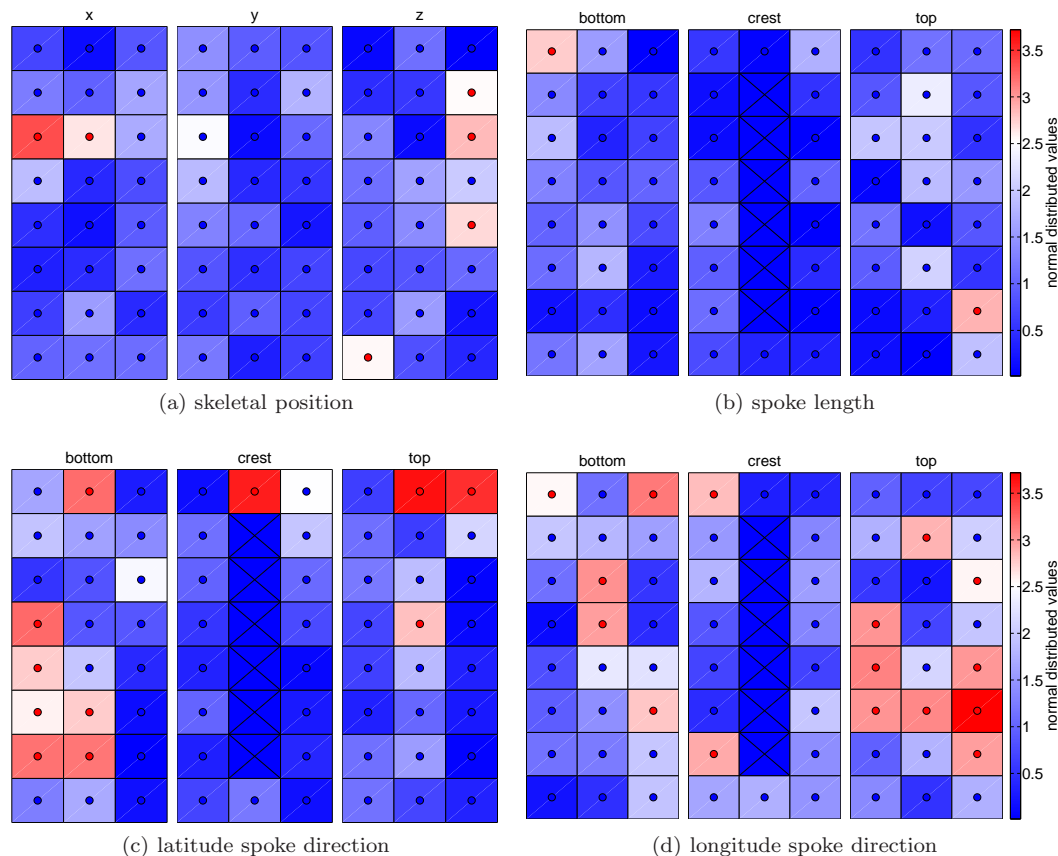 x y z
bottom crest top
3.5
3
2.5
2
1.5
1
0.5
normal distributed values
(a) skeletal position
(b) spoke length
bottom crest top
bottom crest top
3.5
3
2.5
2
1.5
1
0.5
normal distributed values
(c) latitude spoke direction
(d) longitude spoke direction